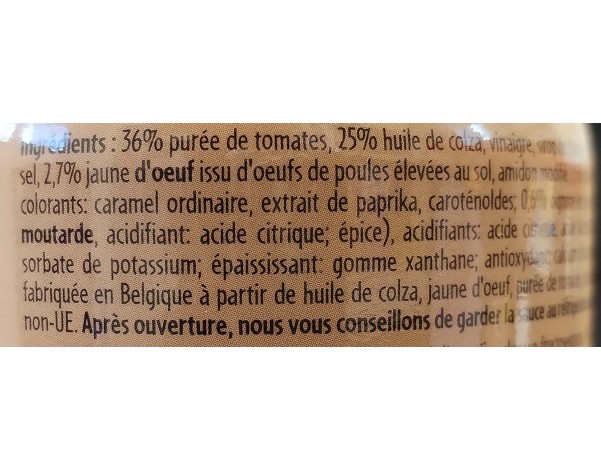 Ingrédients : 36% purée de tomates, 25% huile de colza, vinaigre, sirop
sel, 2,7% jaune d'oeuf issu d'oeufs de poules élevées au sol, amidon modifié
colorants: caramel ordinaire, extrait de paprika, caroténoïdes; 0,6%
moutarde, acidifiant: acide citrique; épice), acidifiants: acide
sorbate de potassium; épaississant: gomme xanthane;
fabriquée en Belgique à partir de huile de colza, jaune d'oeuf, purée de
non-UE. Après ouverture, nous vous conseillons de garder la sauce au